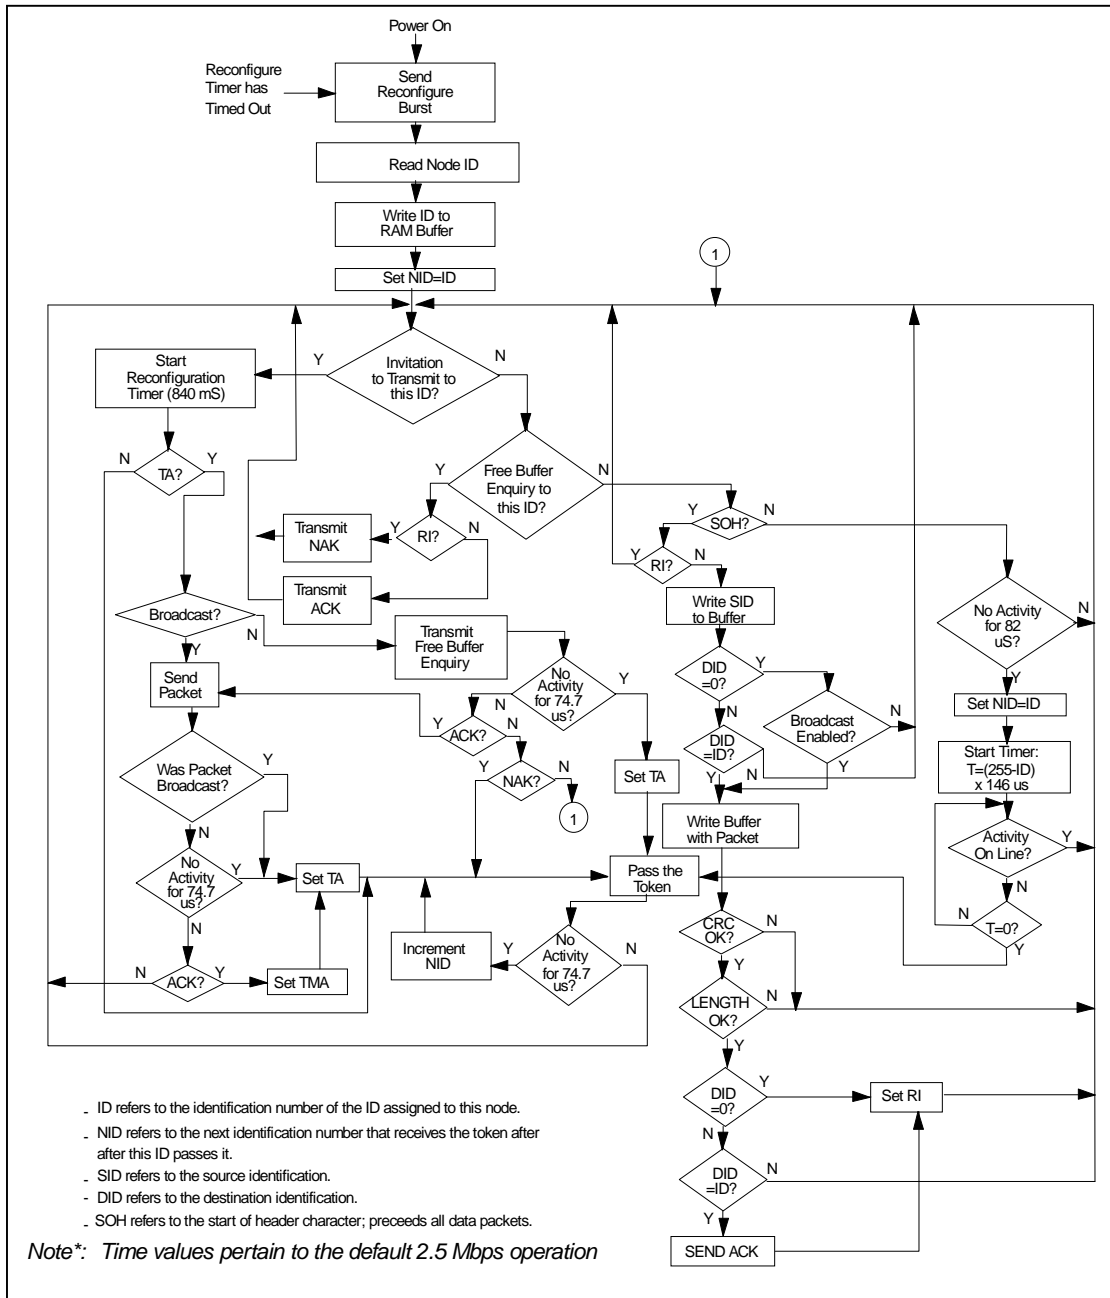 Power On
Reconfigure
Timer has
Timed Out
Send
Reconfigure
Burst
Read Node ID
Write ID to
RAM Buffer
Set NID=ID
1
Start
Reconfiguration
Timer (840 mS)
Y
Invitation
to Transmit to
this ID?
N
N
TA?
Y
Y
Free Buffer
Enquiry to
this ID?
N
Transmit
NAK
Y
RI?
N
Y
SOH?
N
Y
RI?
N
Transmit
ACK
Write SID
to Buffer
Broadcast?
N
Y
Transmit
Free Buffer
Enquiry
No Activity
for 82
uS?
N
Y
Send
Packet
No
Activity
for 74.7
us?
Y
N
DID
=0?
Y
N
Set NID=ID
Y
ACK?
N
Broadcast
Enabled?
N
Y
DID
=ID?
N
Y
Start Timer:
T=(255-ID)
x 146 us
Was Packet
Broadcast?
Y
N
Y
NAK?
N
Set TA
1
Write Buffer
with Packet
Activity
On Line?
Y
N
No
Activity
for 74.7
us?
Y
N
Set TA
Pass the
Token
N
T=0?
Y
CRC
OK?
N
Y
Increment
NID
Y
No
Activity
for 74.7
us?
N
N
ACK?
Y
Set TMA
LENGTH
OK?
N
Y
DID
=0?
Y
N
Set RI
DID
=ID?
N
Y
SEND ACK
- ID refers to the identification number of the ID assigned to this node.
- NID refers to the next identification number that receives the token after
after this ID passes it.
- SID refers to the source identification.
- DID refers to the destination identification.
- SOH refers to the start of header character; preceeds all data packets.
Note*: Time values pertain to the default 2.5 Mbps operation